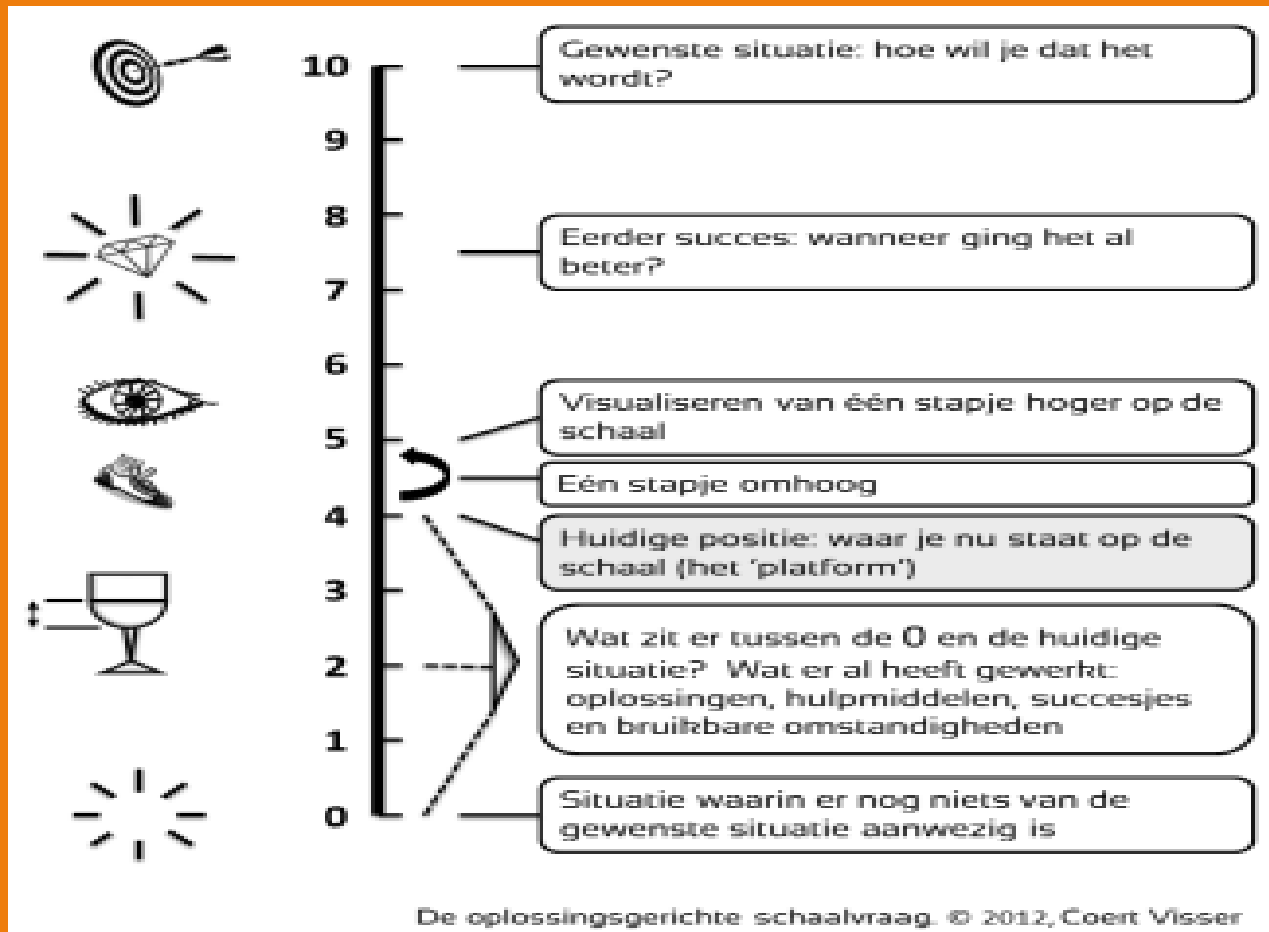 10
Gewenste situatie: hoe wil je dat het
wordt?
9
8
Eerder succes: wanneer ging het al
beter?
7
6
Visualiseren van één stapje hoger op de
schaal
5
Eén stapje omhoog
4
Huidige positie: waar je nu staat op de
schaal (het 'platform')
3
Wat zit er tussen de 0 en de huidige
situatie? Wat er al heeft gewerkt:
oplossingen, hulpmiddelen, succesjes
en bruikbare omstandigheden
2
1
0
Situatie waarin er nog niets van de
gewenste situatie aanwezig is
De oplossingsgerichte schaalvraag. © 2012, Coert Visser